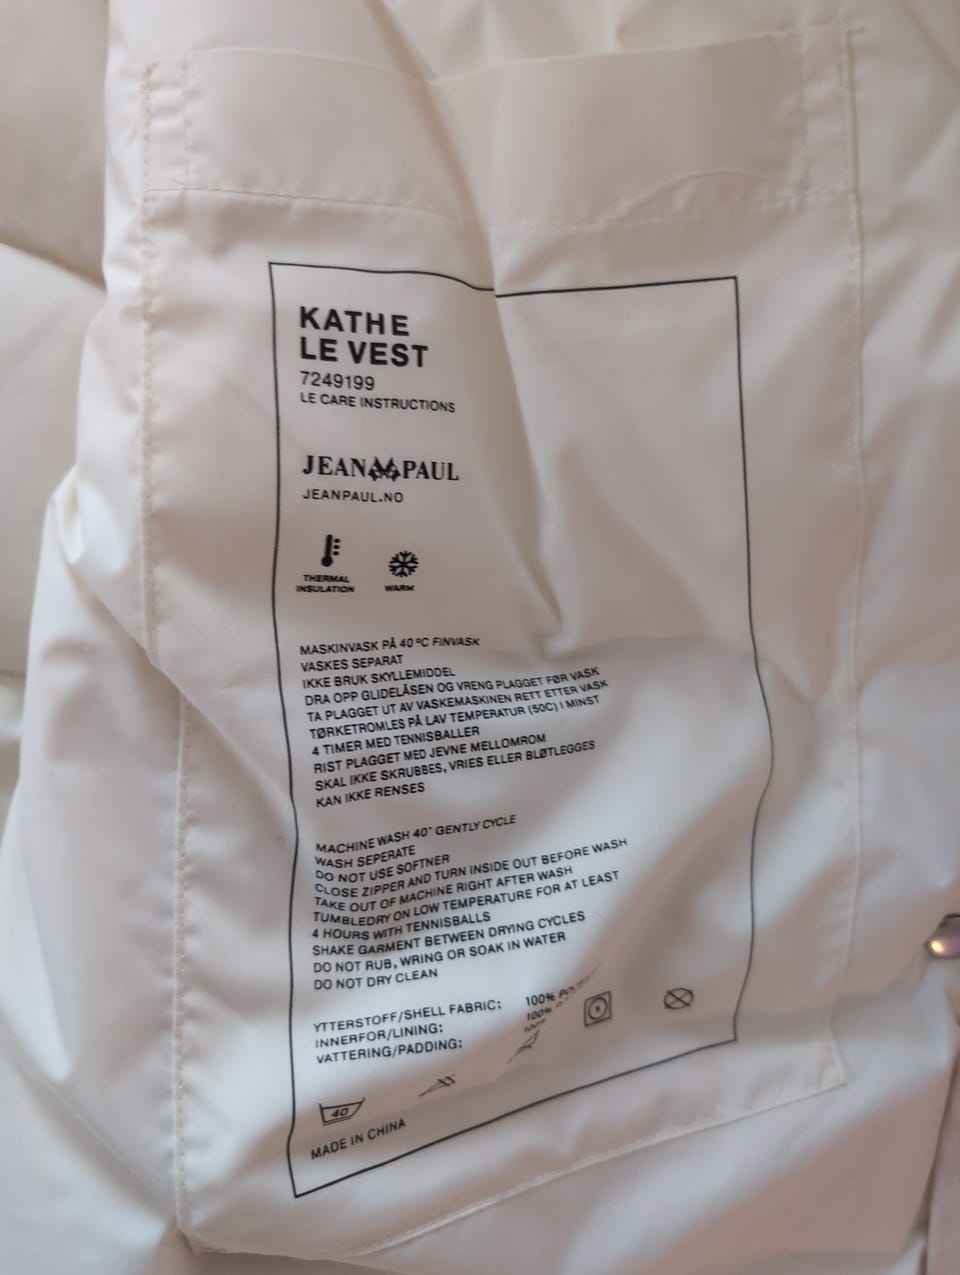 KATHE
LE VEST
7249199
LE CARE INSTRUCTIONS
JEAN PAUL
JEANPAUL.NO
THERMAL
INSULATION
WARM
MASKINVASK PÅ 40 ºC FINVASK
VASKES SEPARAT
IKKE BRUK SKYLLEMIDDEL
DRA OPP GLIDELÅSEN OG VRENG PLAGGET FØR VASK
TA PLAGGET UT AV VASKEMASKINEN RETT ETTER VASK
TØRKETROMLES PÅ LAV TEMPERATUR (50C) I MINST
4 TIMER MED TENNISBALLER
RIST PLAGGET MED JEVNE MELLOMROM
SKAL IKKE SKRUBBES, VRIES ELLER BLØTLEGGES
KAN IKKE RENSES
MACHINE WASH 40° GENTLY CYCLE
WASH SEPERATE
DO NOT USE SOFTNER
CLOSE ZIPPER AND TURN INSIDE OUT BEFORE WASH
TAKE OUT OF MACHINE RIGHT AFTER WASH
TUMBLEDRY ON LOW TEMPERATURE FOR AT LEAST
4 HOURS WITH TENNISBALLS
SHAKE GARMENT BETWEEN DRYING CYCLES
DO NOT RUB, WRING OR SOAK IN WATER
DO NOT DRY CLEAN
YTTERSTOFF/SHELL FABRIC: 100%
INNERFOR/LINING: 100%
VATTERING/PADDING: 100%
40
MADE IN CHINA